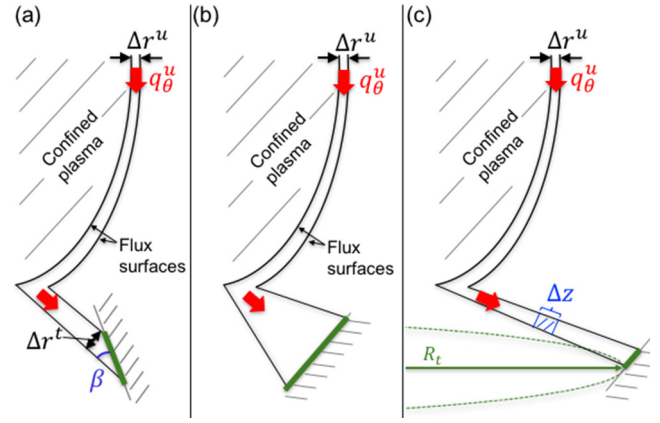 (a)
Δr^u
q_θ^u
Confined
plasma
Flux
surfaces
Δr^t
β
(b)
Δr^u
q_θ^u
Confined
plasma
Flux
surfaces
(c)
Δr^u
q_θ^u
Confined
plasma
Δz
R_t